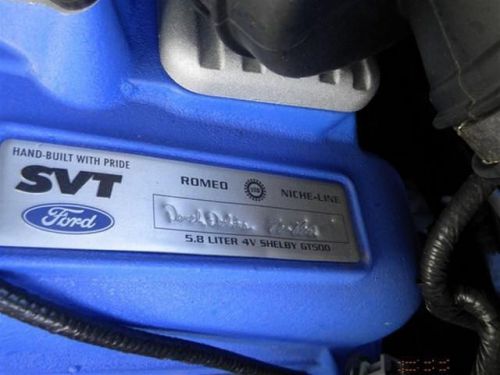 HAND-BUILT WITH PRIDE
SVT
Ford
ROMEO NICHE-LINE
5.8 LITER 4V SHELBY GT500